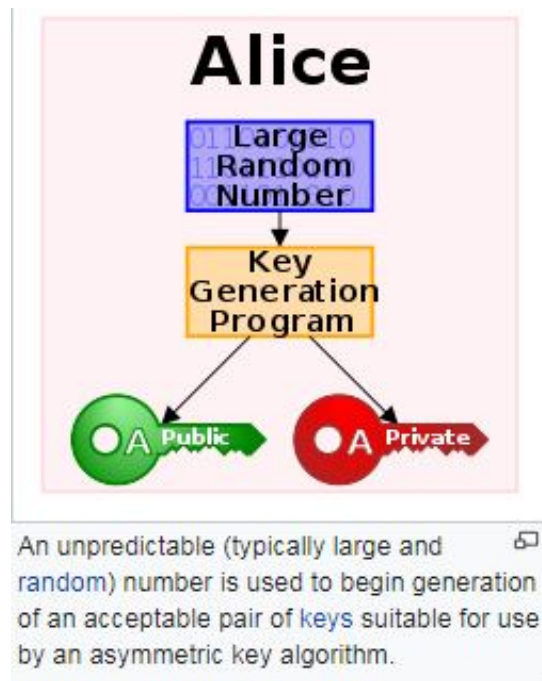 Alice
Large
Random
Number
Key
Generation
Program
A Public
A Private
An unpredictable (typically large and
random) number is used to begin generation
of an acceptable pair of keys suitable for use
by an asymmetric key algorithm.